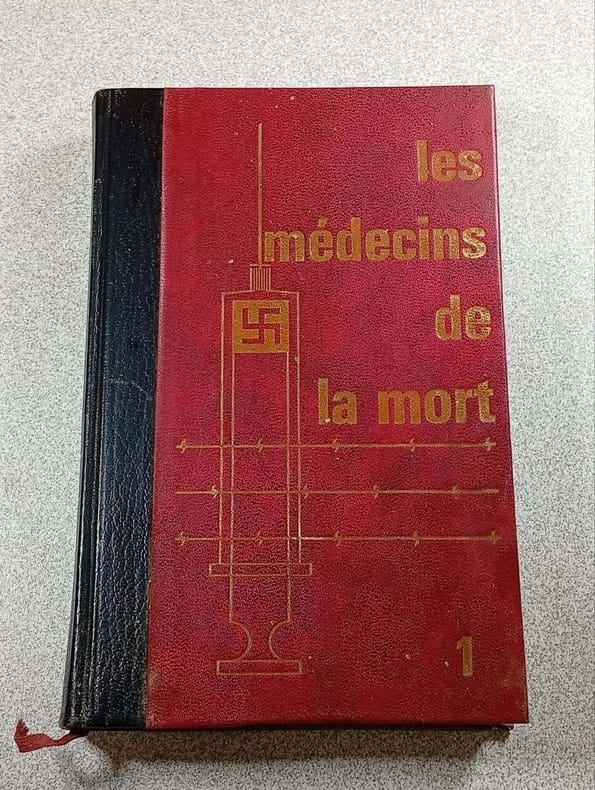 les
médecins
de
la mort
1